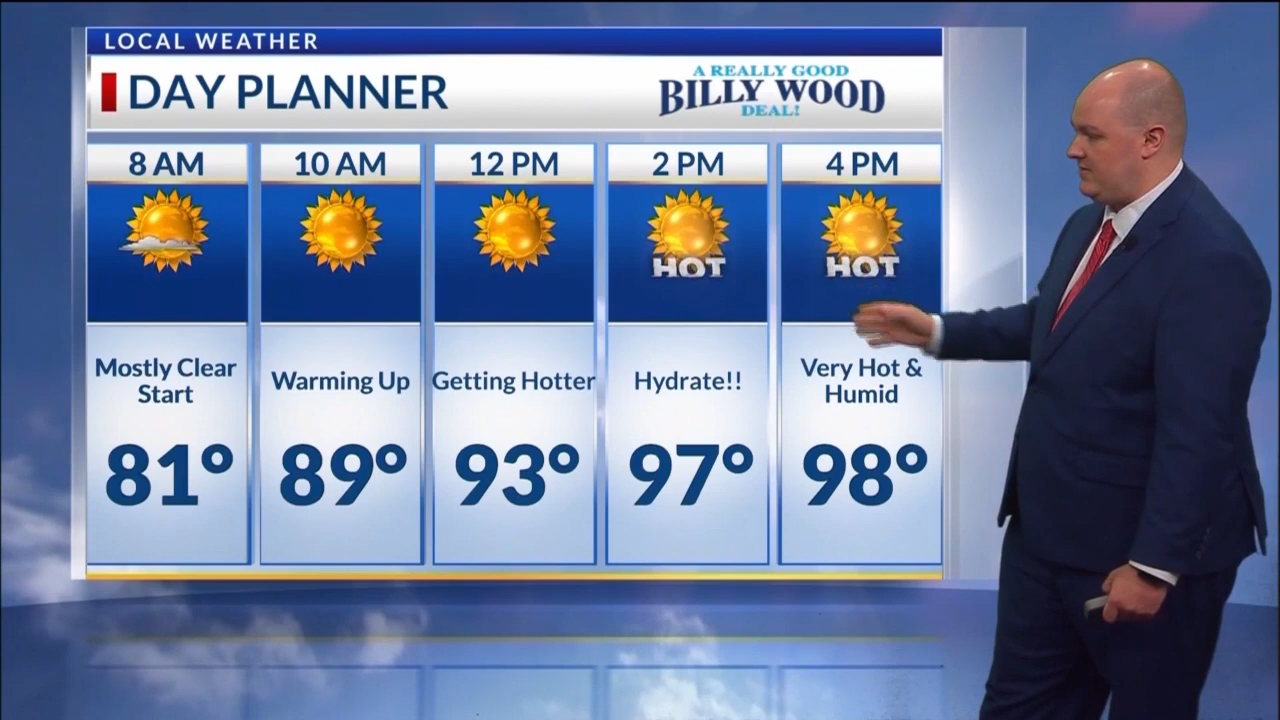 LOCAL WEATHER
DAY PLANNER
A REALLY GOOD
BILLY WOOD
DEAL!
8 AM
10 AM
12 PM
2 PM
4 PM
HOT
HOT
Mostly Clear
Start
Warming Up
Getting Hotter
Hydrate!!
Very Hot &
Humid
81°
89°
93°
97°
98°